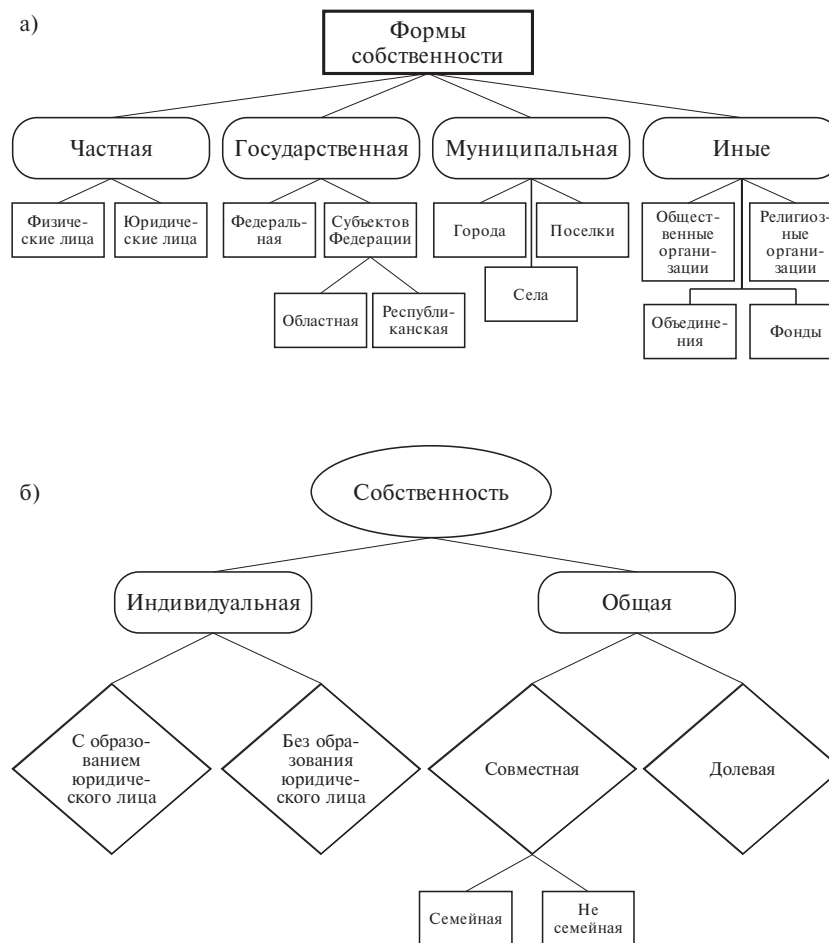 а)
Формы
собственности
Частная
Государственная
Муниципальная
Иные
Физиче-
ские лица
Юридиче-
ские лица
Федераль-
ная
Субъектов
Федерации
Областная
Республи-
канская
Города
Поселки
Села
Общест-
венные
органи-
зации
Религиоз-
ные
органи-
зации
Объедине-
ния
Фонды
б)
Собственность
Индивидуальная
Общая
С образо-
ванием
юридиче-
ского лица
Без обра-
зования
юридиче-
ского лица
Совместная
Долевая
Семейная
Не
семейная